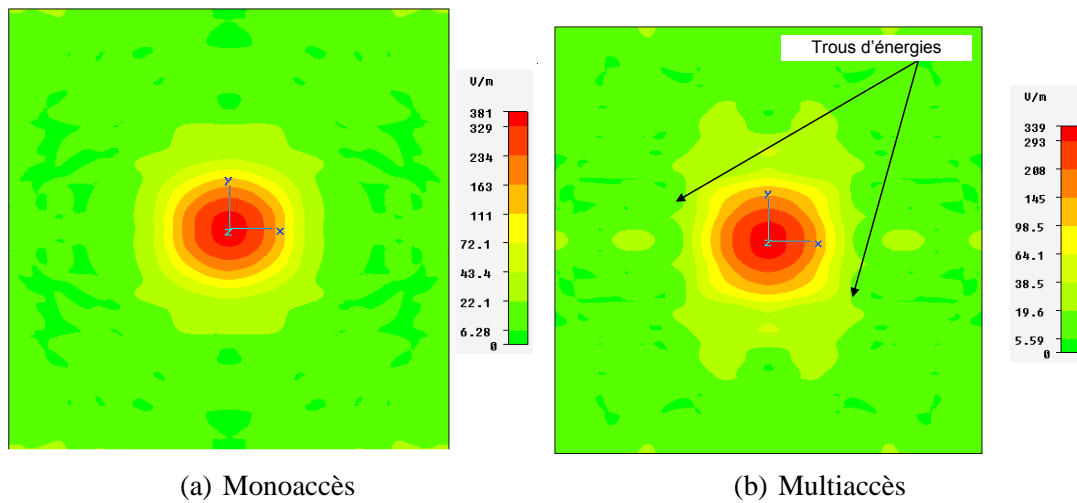 Trous d'énergies
V/m
381
329
234
163
111
72.1
43.4
22.1
6.28
0
y
z
x
V/m
339
293
208
145
98.5
64.1
38.5
19.6
5.59
0
y
z
x
(a) Monoaccès
(b) Multiaccès